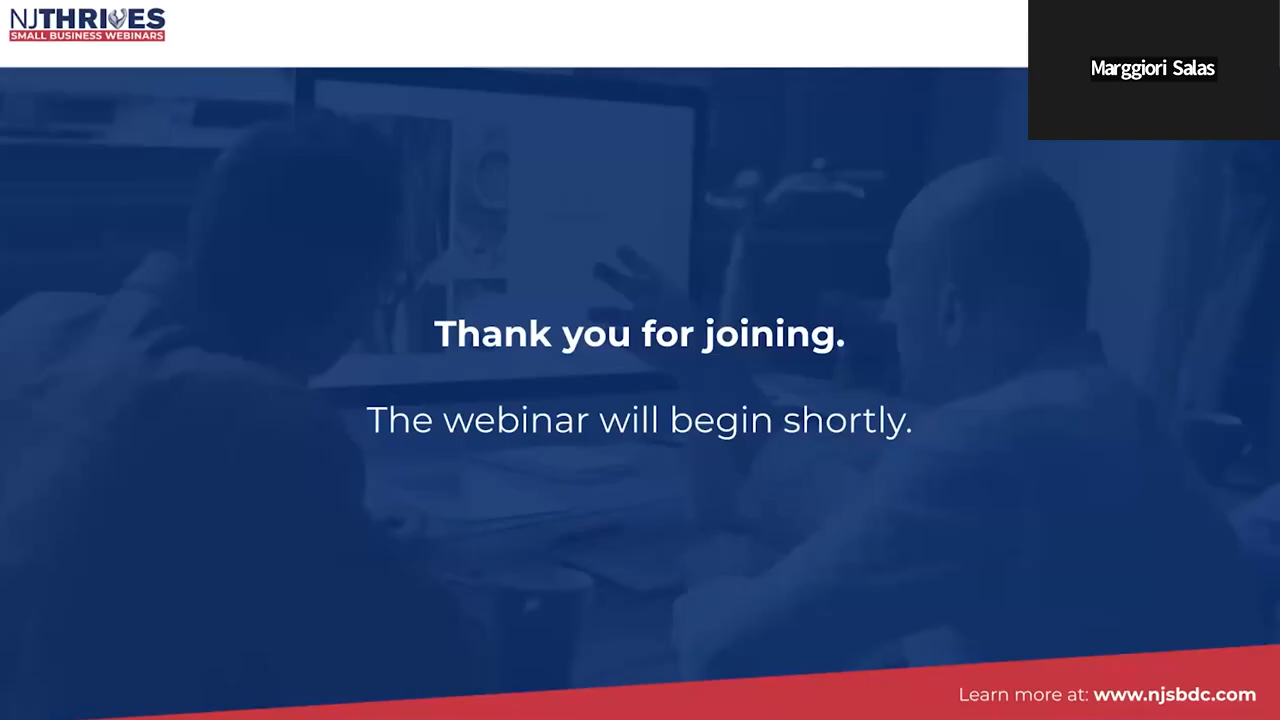 NJTHRIVES
SMALL BUSINESS WEBINARS
Marggiori Salas
Thank you for joining.
The webinar will begin shortly.
Learn more at: www.njsbdc.com